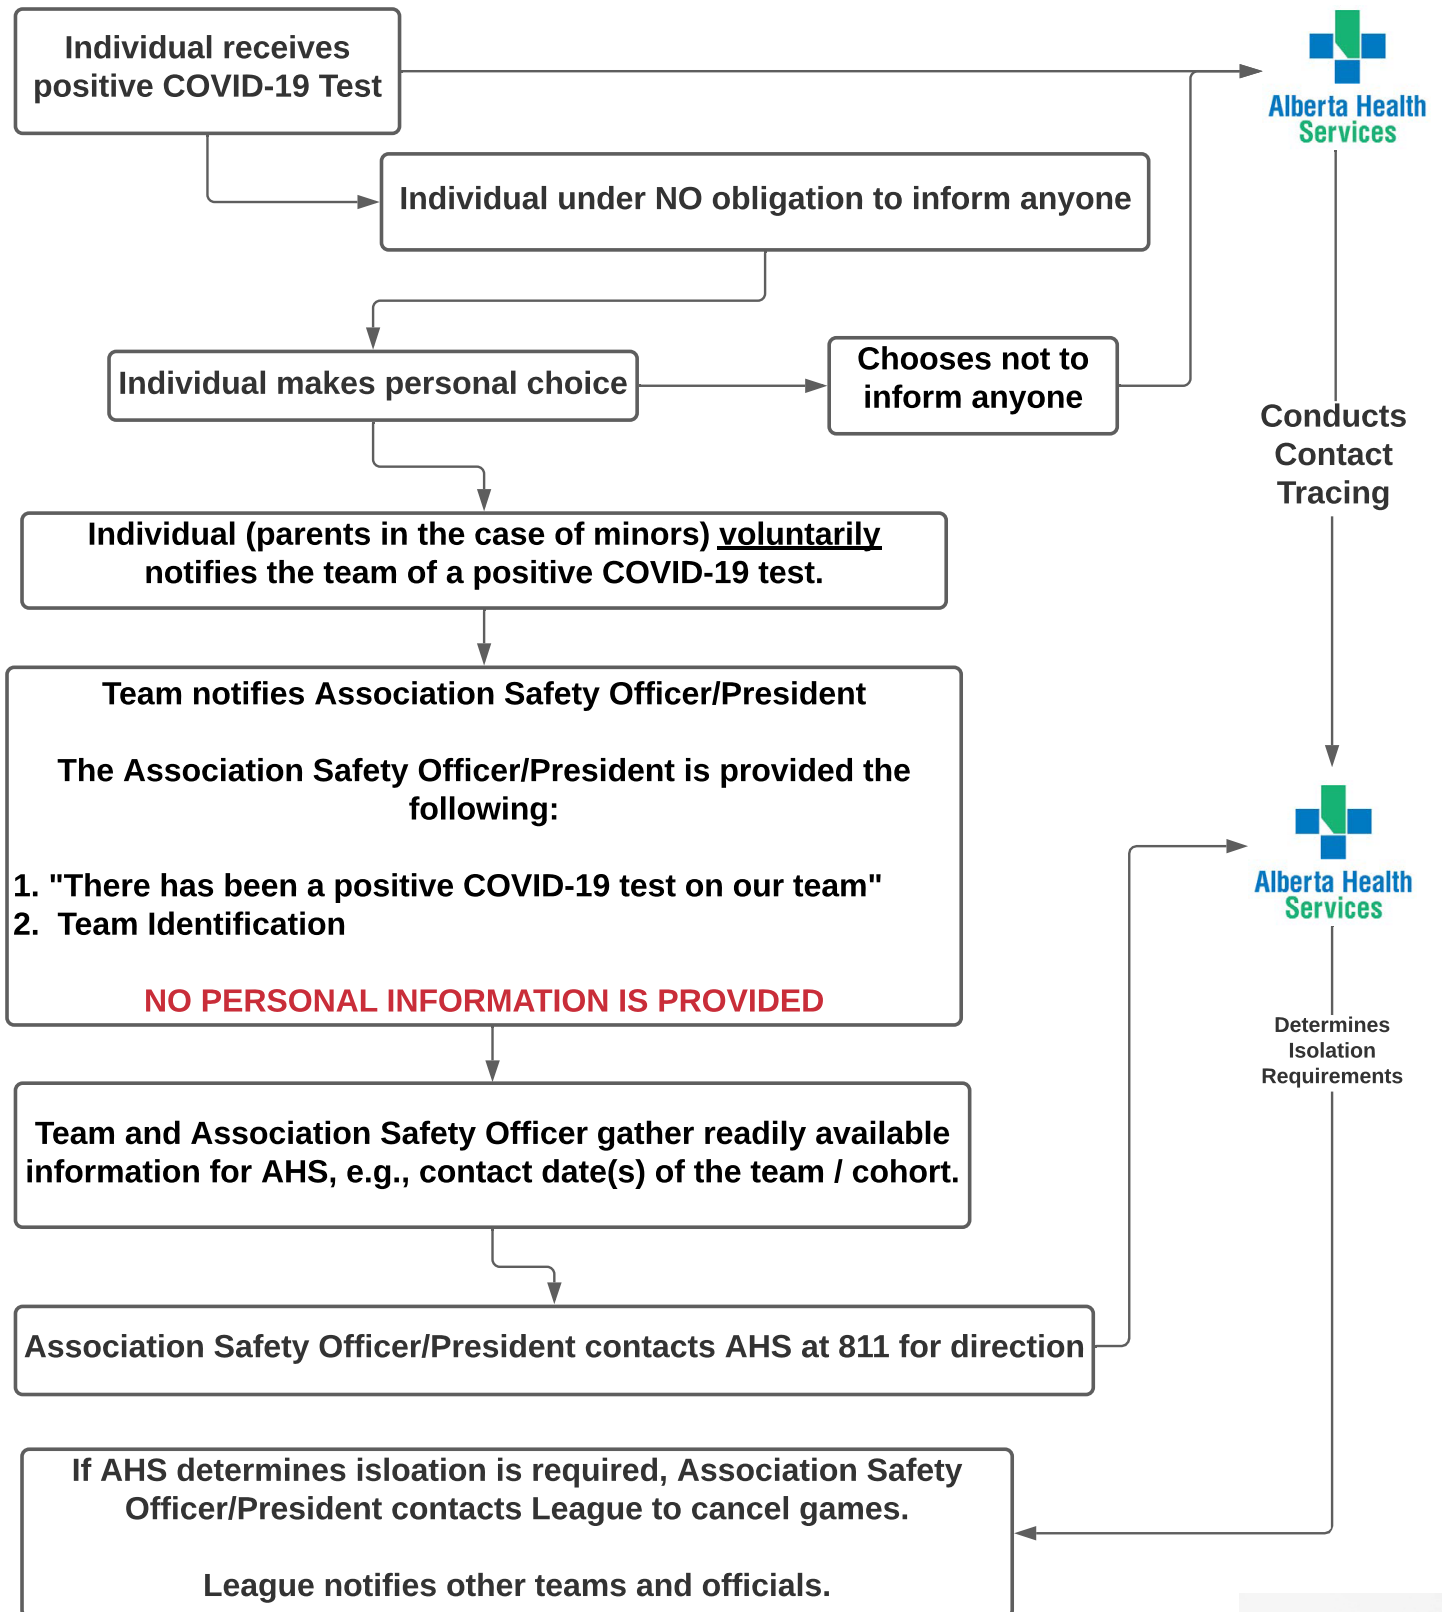 Individual receives
positive COVID-19 Test
Alberta Health
Services
Individual under NO obligation to inform anyone
Individual makes personal choice
Chooses not to
inform anyone
Conducts
Contact
Tracing
Individual (parents in the case of minors) voluntarily
notifies the team of a positive COVID-19 test.
Team notifies Association Safety Officer/President
The Association Safety Officer/President is provided the
following:
1. "There has been a positive COVID-19 test on our team"
2. Team Identification
NO PERSONAL INFORMATION IS PROVIDED
Alberta Health
Services
Determines
Isolation
Requirements
Team and Association Safety Officer gather readily available
information for AHS, e.g., contact date(s) of the team / cohort.
Association Safety Officer/President contacts AHS at 811 for direction
If AHS determines isloation is required, Association Safety
Officer/President contacts League to cancel games.
League notifies other teams and officials.